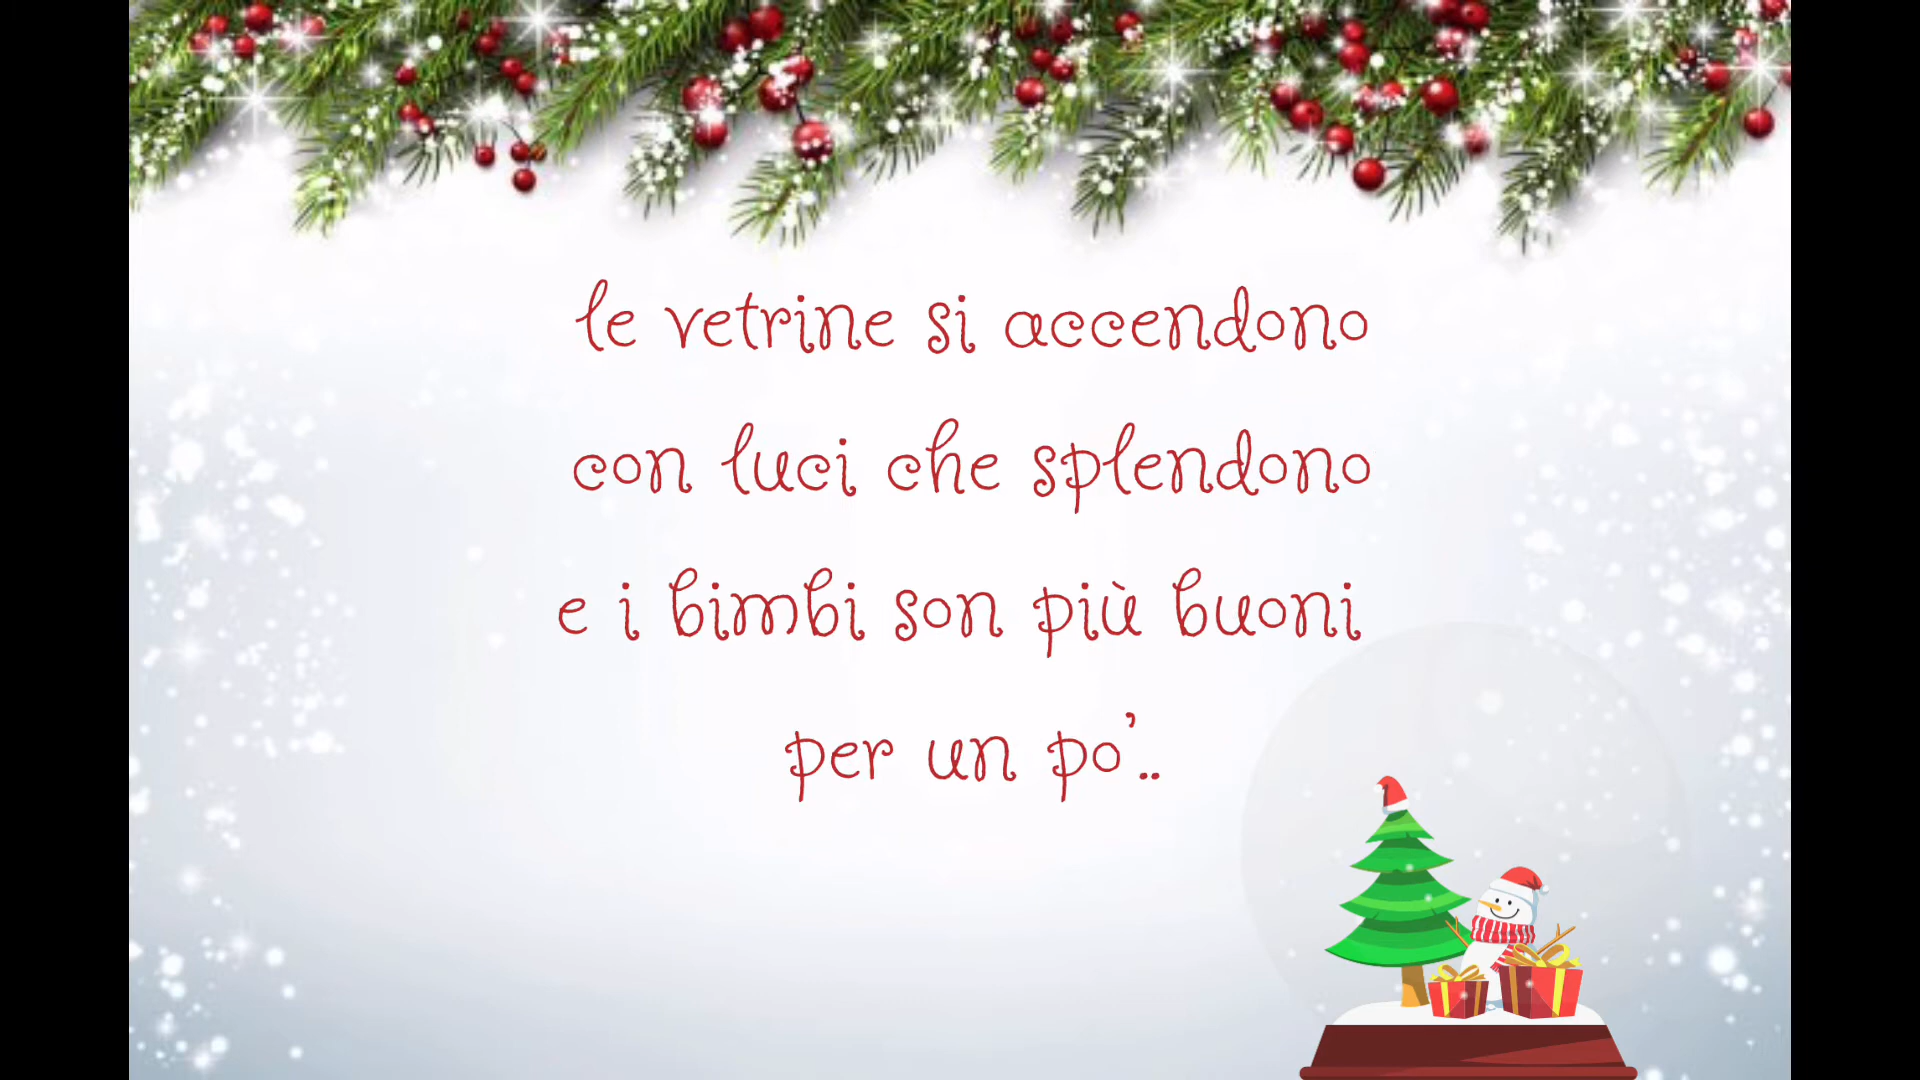 le vetrine si accendono
con luci che splendono
e i bimbi son più buoni
per un po'..